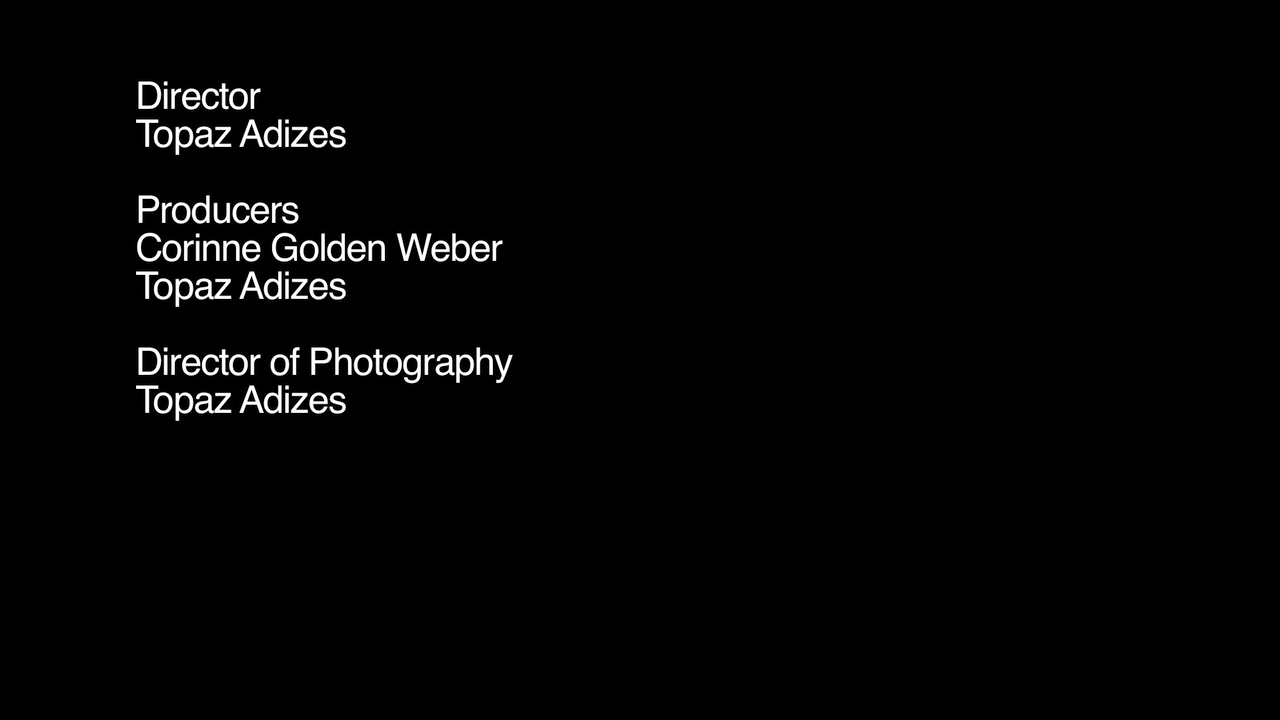 Director
Topaz Adizes
Producers
Corinne Golden Weber
Topaz Adizes
Director of Photography
Topaz Adizes